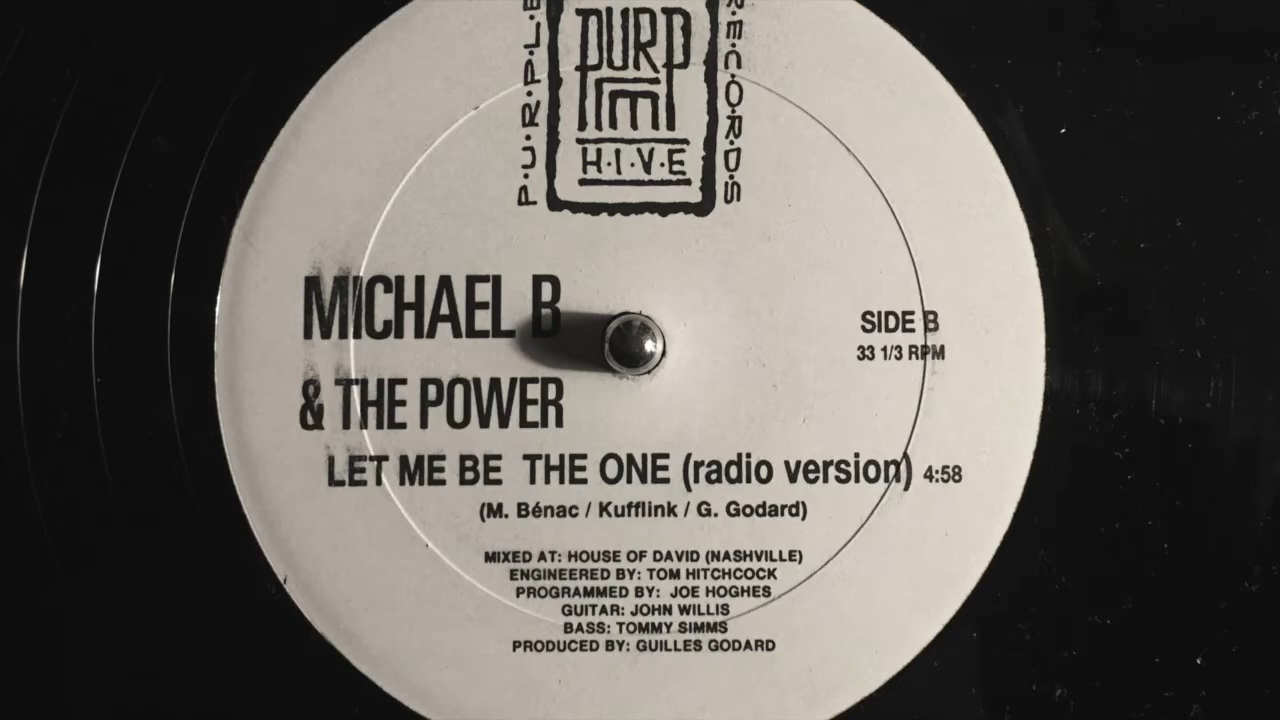 P·U·R·P·L·E
PURP
HIVE
R·E·C·O·R·D·S
MICHAEL B
& THE POWER
SIDE B
33 1/3 RPM
LET ME BE THE ONE (radio version) 4:58
(M. Bénac / Kufflink / G. Godard)
MIXED AT: HOUSE OF DAVID (NASHVILLE)
ENGINEERED BY: TOM HITCHCOCK
PROGRAMMED BY: JOE HOGHES
GUITAR: JOHN WILLIS
BASS: TOMMY SIMMS
PRODUCED BY: GUILLES GODARD